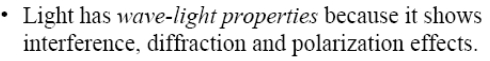 • Light has wave-light properties because it shows
interference, diffraction and polarization effects.